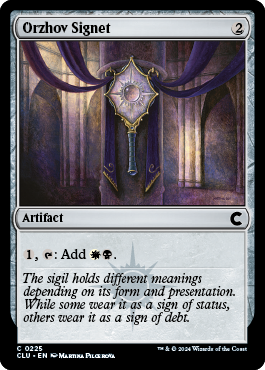 Orzhov Signet 2
Artifact
1, : Add .
The sigil holds different meanings
depending on its form and presentation.
While some wear it as a sign of status,
others wear it as a sign of debt.
C 0225
CLU • EN Martina Pilcerova
™ & © 2024 Wizards of the Coast